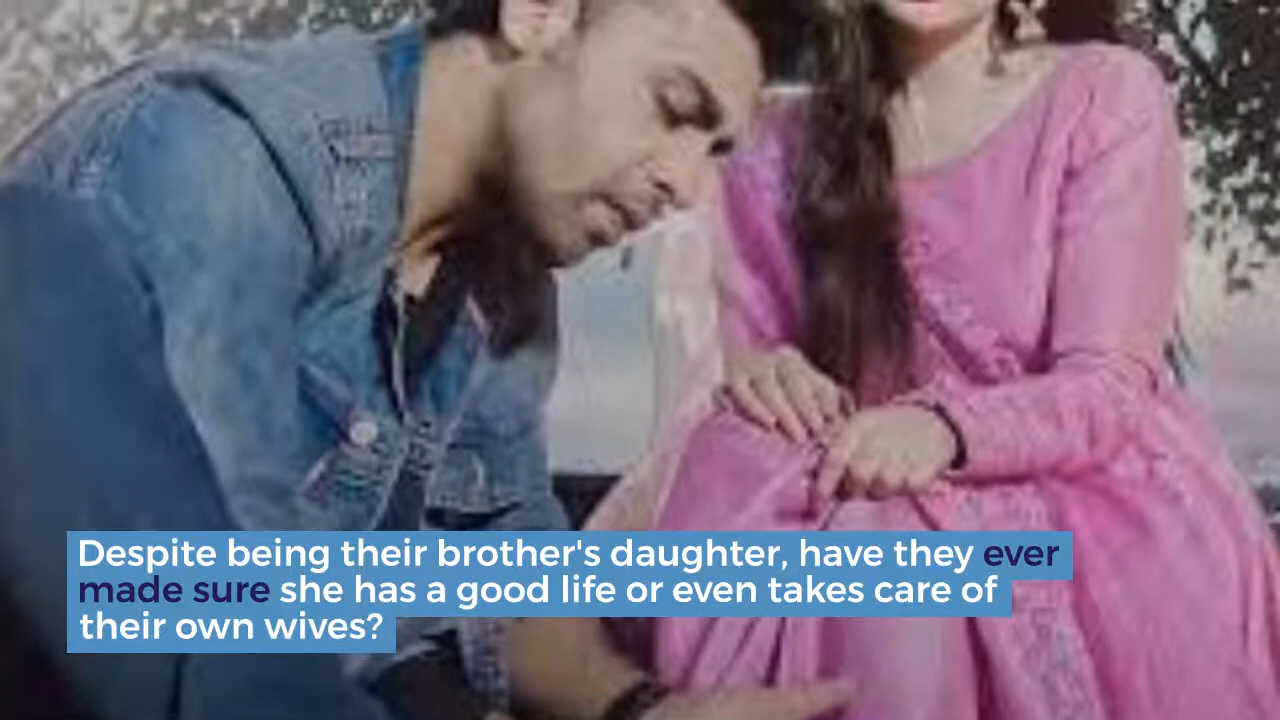 Despite being their brother's daughter, have they ever
made sure she has a good life or even takes care of
their own wives?